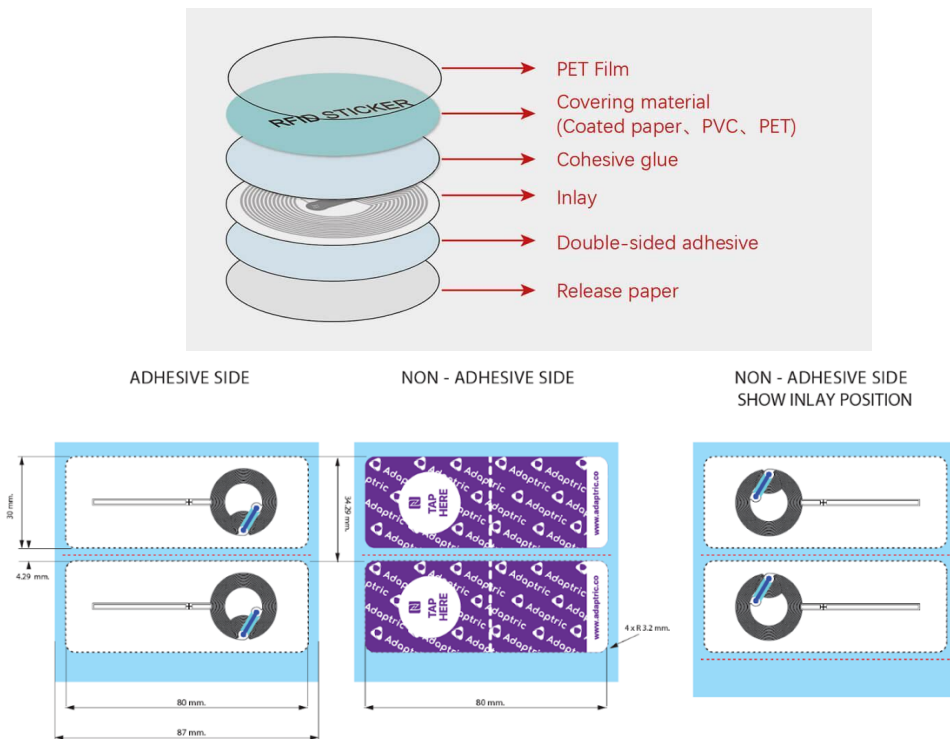 RFID STICKER
PET Film
Covering material
(Coated paper、PVC、PET)
Cohesive glue
Inlay
Double-sided adhesive
Release paper
ADHESIVE SIDE
NON - ADHESIVE SIDE
NON - ADHESIVE SIDE
SHOW INLAY POSITION
30 mm.
4.29 mm.
80 mm.
87 mm.
34.29 mm.
Adaptric
TAP
HERE
www.adaptric.co
Adaptric
TAP
HERE
www.adaptric.co
4 x R 3.2 mm.
80 mm.